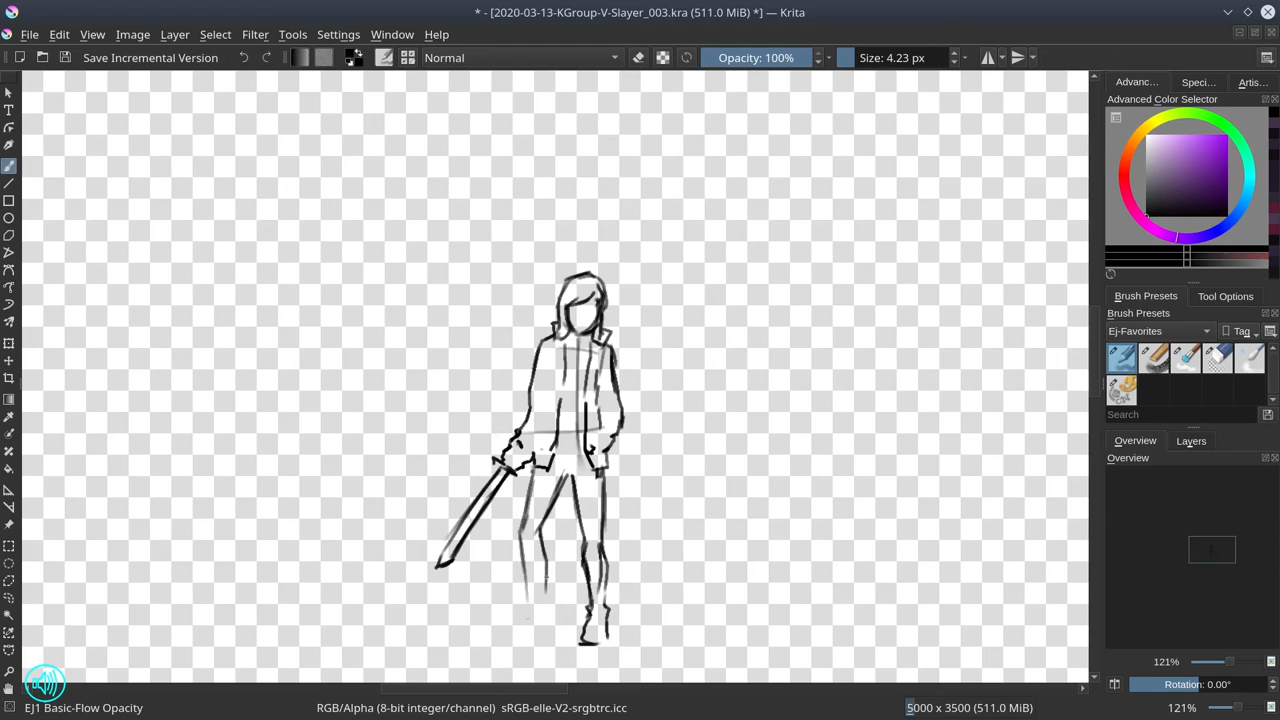 * - [2020-03-13-KGroup-V-Slayer_003.kra (511.0 MiB) *] — Krita
File Edit View Image Layer Select Filter Tools Settings Window Help
Save Incremental Version Normal Opacity: 100% Size: 4.23 px
Advanc... Speci... Artis...
Advanced Color Selector
Brush Presets Tool Options
Brush Presets
Ej-Favorites Tag
Search
Overview Layers
Overview
121%
Rotation: 0.00°
EJ1 Basic-Flow Opacity RGB/Alpha (8-bit integer/channel) sRGB-elle-V2-srgbtrc.icc 5000 x 3500 (511.0 MiB) 121%